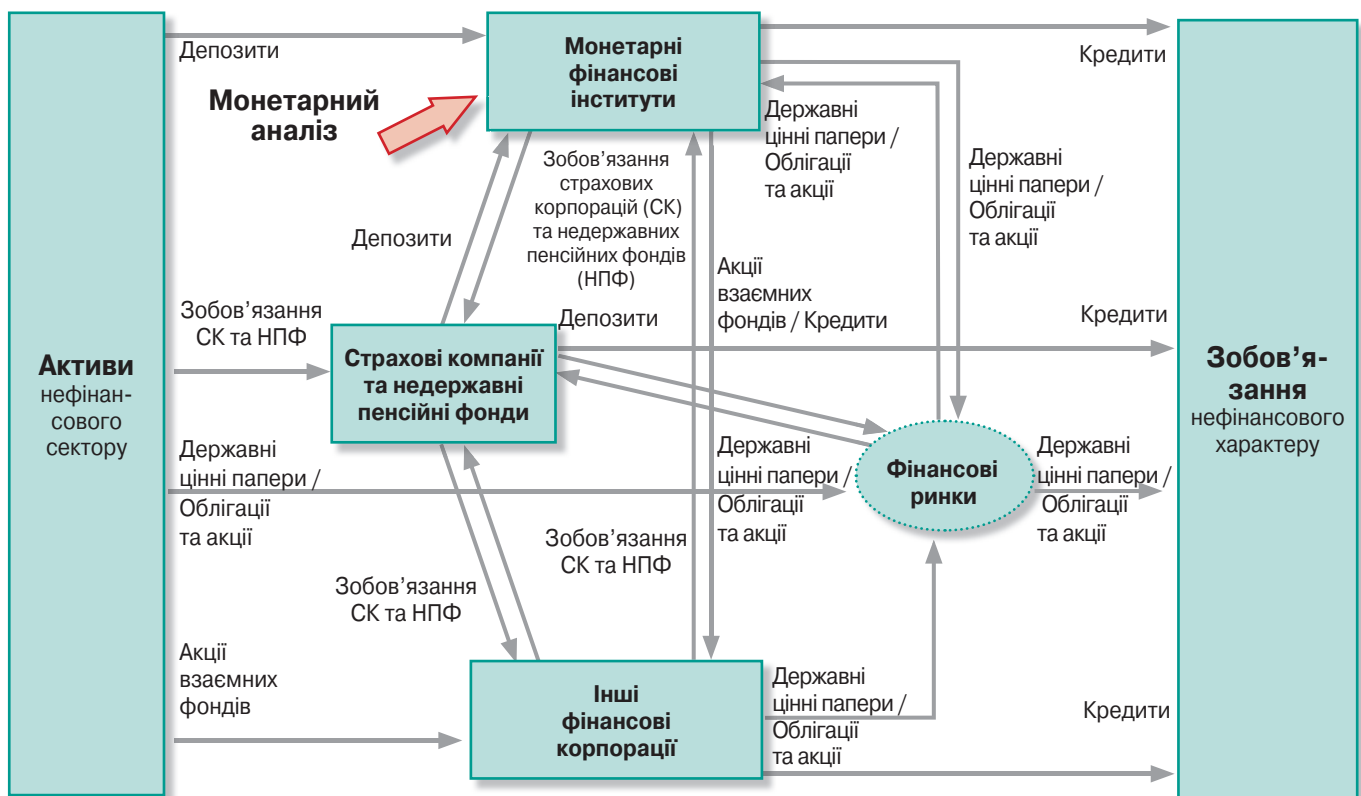 Депозити
Монетарні
фінансові
інститути
Кредити
Монетарний
аналіз
Державні
цінні папери /
Облігації
та акції
Державні
цінні папери /
Облігації
та акції
Зобов’язання
страхових
корпорацій (СК)
та недержавних
пенсійних фондів
(НПФ)
Депозити
Акції
взаємних
фондів / Кредити
Зобов’язання
СК та НПФ
Депозити
Кредити
Активи
нефінан-
сового
сектору
Страхові компанії
та недержавні
пенсійні фонди
Зобов’я-
зання
нефінансового
характеру
Державні
цінні папери /
Облігації
та акції
Державні
цінні папери /
Облігації
та акції
Фінансові
ринки
Державні
цінні папери /
Облігації
та акції
Зобов’язання
СК та НПФ
Зобов’язання
СК та НПФ
Акції
взаємних
фондів
Інші
фінансові
корпорації
Державні
цінні папери /
Облігації
та акції
Кредити